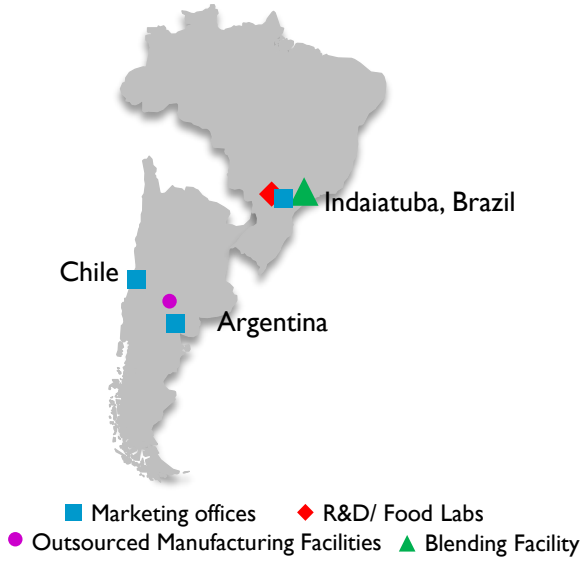 Indaiatuba, Brazil
Chile
Argentina
Marketing offices
R&D/ Food Labs
Outsourced Manufacturing Facilities
Blending Facility